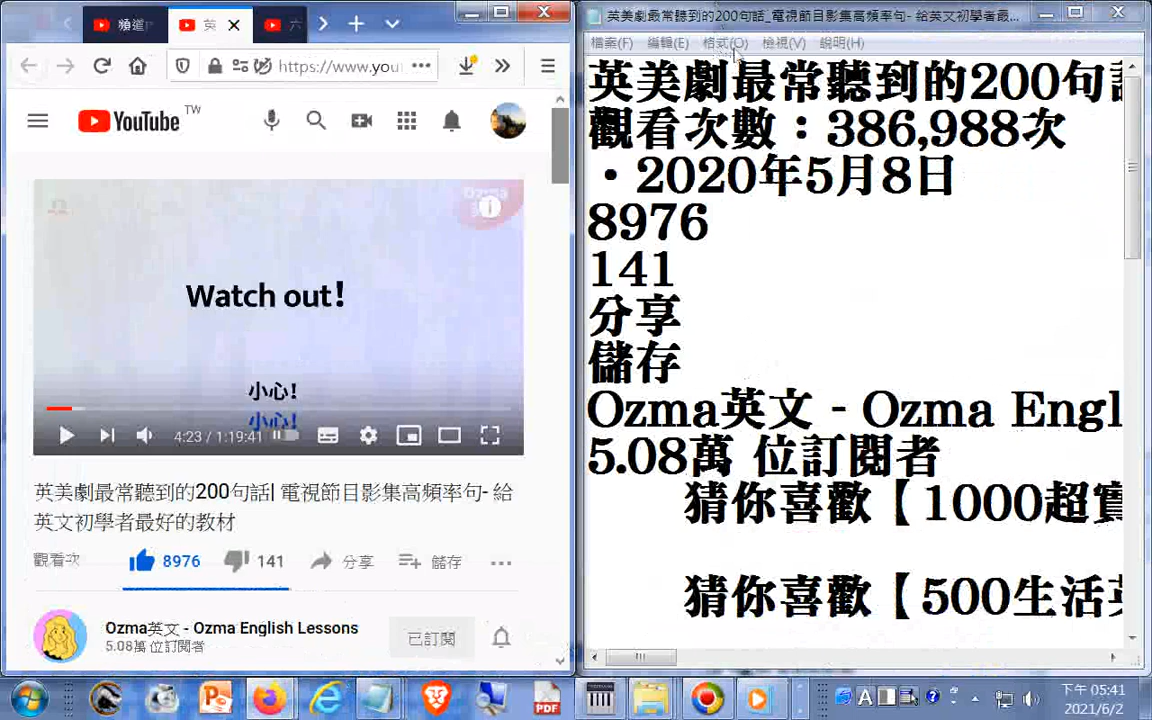 頻道
英
六
https://www.you
YouTube TW
Watch out!
小心!
小心!
4:23 / 1:19:41
英美劇最常聽到的200句話| 電視節目影集高頻率句- 給
英文初學者最好的教材
觀看次
8976
141
分享
儲存
Ozma英文 - Ozma English Lessons
5.08萬 位訂閱者
已訂閱
英美劇最常聽到的200句話_電視節目影集高頻率句- 給英文初學者最...
檔案(F) 編輯(E) 格式(O) 檢視(V) 說明(H)
英美劇最常聽到的200句話
觀看次數：386,988次
・2020年5月8日
8976
141
分享
儲存
Ozma英文 - Ozma Engl
5.08萬 位訂閱者
猜你喜歡【1000超實
猜你喜歡【500生活英
PDF
下午 05:41
2021/6/2